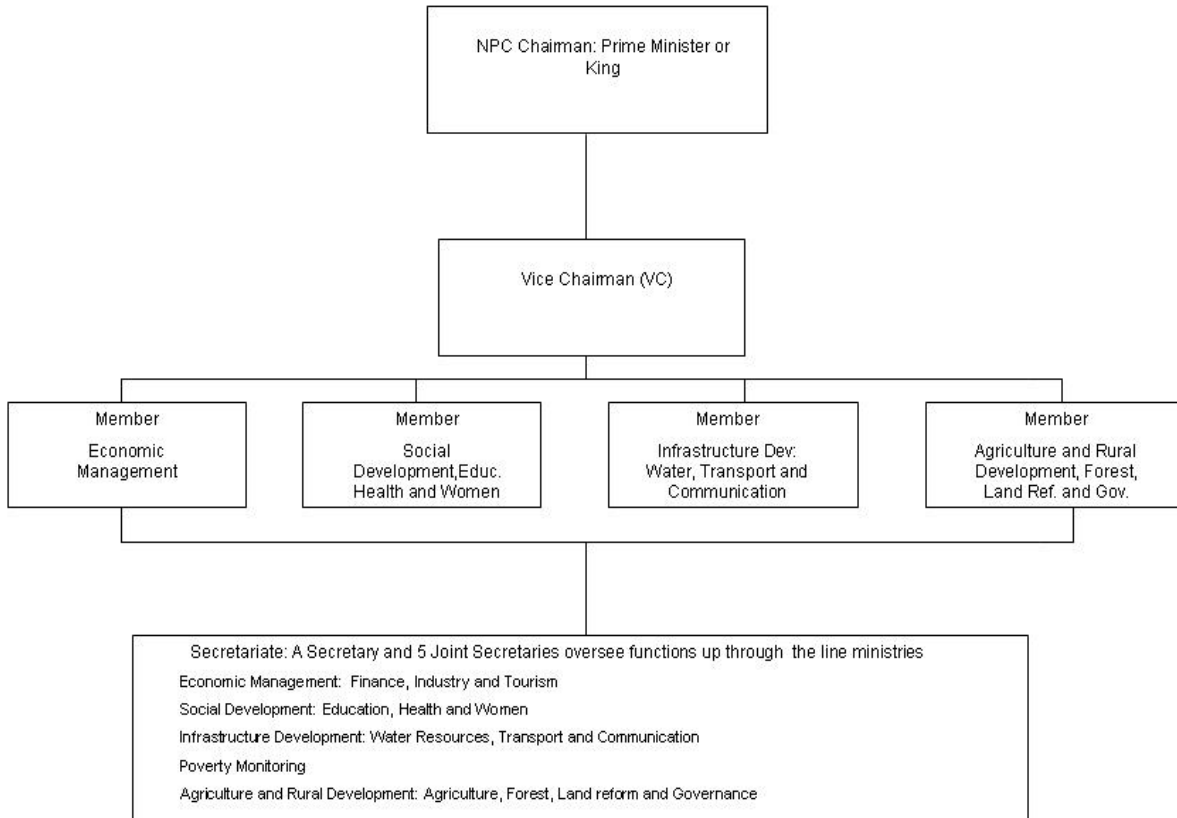 NPC Chairman: Prime Minister or
King
Vice Chairman (VC)
Member
Economic
Management
Member
Social
Development,Educ.
Health and Women
Member
Infrastructure Dev:
Water, Transport and
Communication
Member
Agriculture and Rural
Development, Forest,
Land Ref. and Gov.
Secretariate: A Secretary and 5 Joint Secretaries oversee functions up through the line ministries
Economic Management: Finance, Industry and Tourism
Social Development: Education, Health and Women
Infrastructure Development: Water Resources, Transport and Communication
Poverty Monitoring
Agriculture and Rural Development: Agriculture, Forest, Land reform and Governance